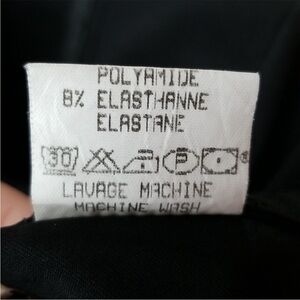 POLYAMIDE
8% ELASTHANNE
ELASTANE
30 P ®
LAVAGE MACHINE
MACHINE WASH